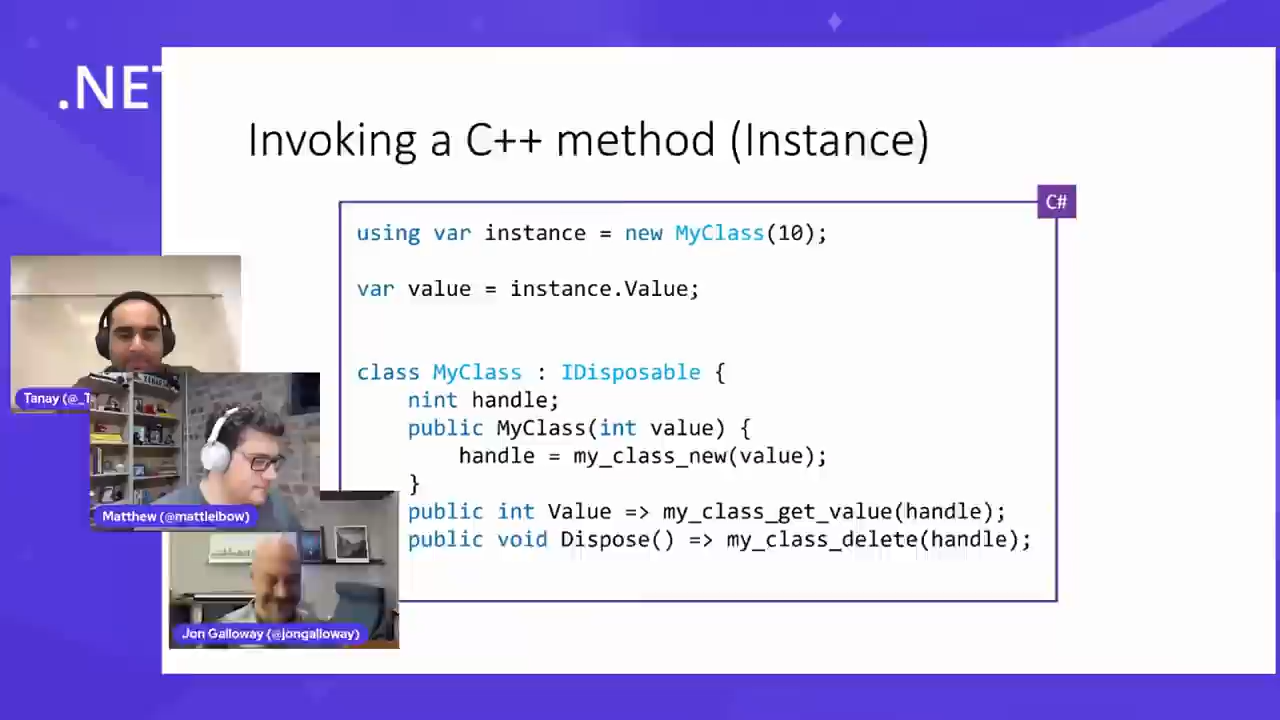 .NET
Invoking a C++ method (Instance)
C#
using var instance = new MyClass(10);
var value = instance.Value;
class MyClass : IDisposable {
nint handle;
public MyClass(int value) {
handle = my_class_new(value);
}
public int Value => my_class_get_value(handle);
public void Dispose() => my_class_delete(handle);
Tanay (@_T
Matthew (@mattleibow)
Jon Galloway (@jongalloway)